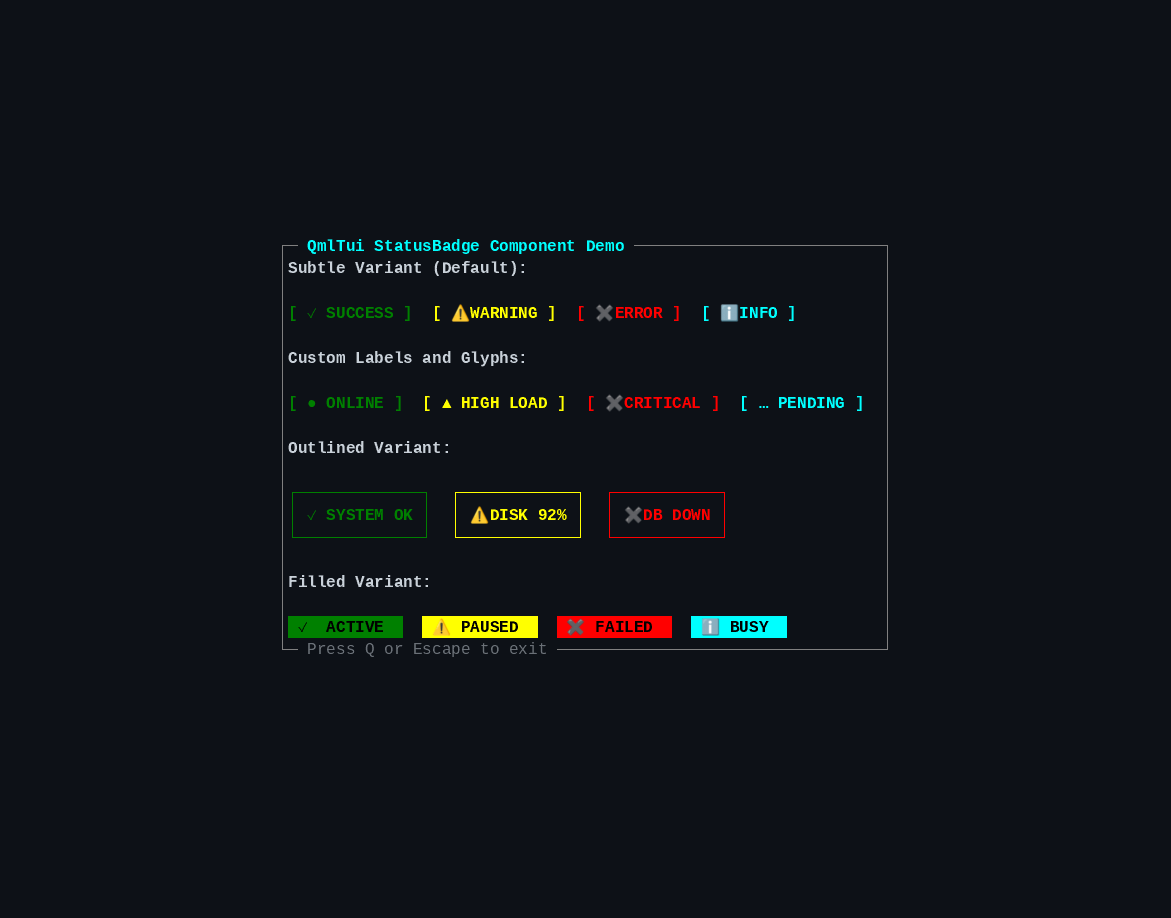 QmlTui StatusBadge Component Demo
Subtle Variant (Default):
[ ✓ SUCCESS ]  [ ⚠️WARNING ]  [ ✖️ERROR ]  [ ℹ️INFO ]
Custom Labels and Glyphs:
[ ● ONLINE ]  [ ▲ HIGH LOAD ]  [ ✖️CRITICAL ]  [ … PENDING ]
Outlined Variant:
✓ SYSTEM OK  ⚠️DISK 92%  ✖️DB DOWN
Filled Variant:
✓ ACTIVE  ⚠️ PAUSED  ✖️ FAILED  ℹ️ BUSY
Press Q or Escape to exit